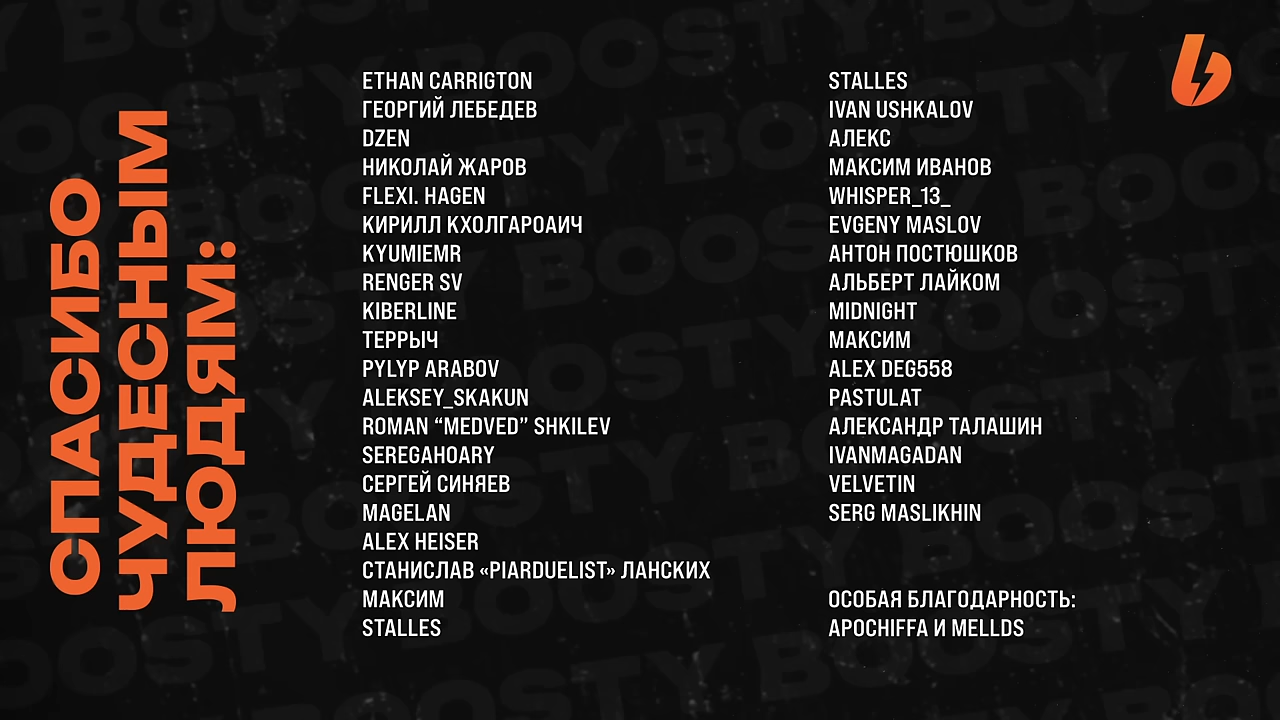 СПАСИБО
ЧУДЕСНЫМ
ЛЮДЯМ:
ETHAN CARRIGTON
ГЕОРГИЙ ЛЕБЕДЕВ
DZEN
НИКОЛАЙ ЖАРОВ
FLEXI. HAGEN
КИРИЛЛ КХОЛГАРОАИЧ
KYUMIEMR
RENGER SV
KIBERLINE
ТЕРРЫЧ
PYLYP ARABOV
ALEKSEY_SKAKUN
ROMAN “MEDVED” SHKILEV
SEREGAHOARY
СЕРГЕЙ СИНЯЕВ
MAGELAN
ALEX HEISER
СТАНИСЛАВ «PIARDUELIST» ЛАНСКИХ
МАКСИМ
STALLES
STALLES
IVAN USHKALOV
АЛЕКС
МАКСИМ ИВАНОВ
WHISPER_13_
EVGENY MASLOV
АНТОН ПОСТЮШКОВ
АЛЬБЕРТ ЛАЙКОМ
MIDNIGHT
МАКСИМ
ALEX DEG558
PASTULAT
АЛЕКСАНДР ТАЛАШИН
IVANMAGADAN
VELVETIN
SERG MASLIKHIN
ОСОБАЯ БЛАГОДАРНОСТЬ:
APOCHIFFA И MELLDS